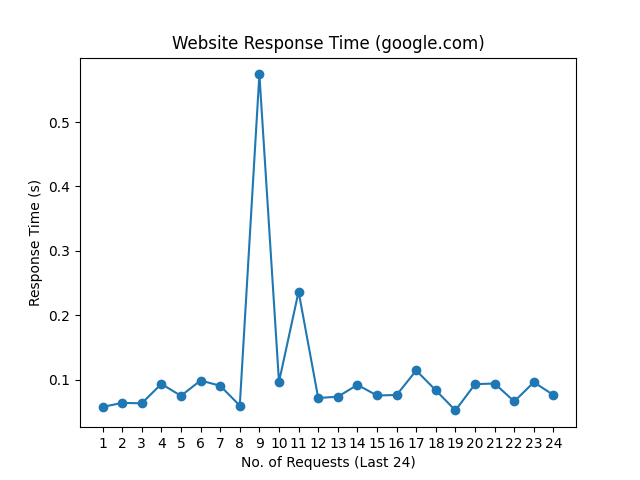 Website Response Time (google.com)
Response Time (s)
0.5
0.4
0.3
0.2
0.1
1 2 3 4 5 6 7 8 9 10 11 12 13 14 15 16 17 18 19 20 21 22 23 24
No. of Requests (Last 24)